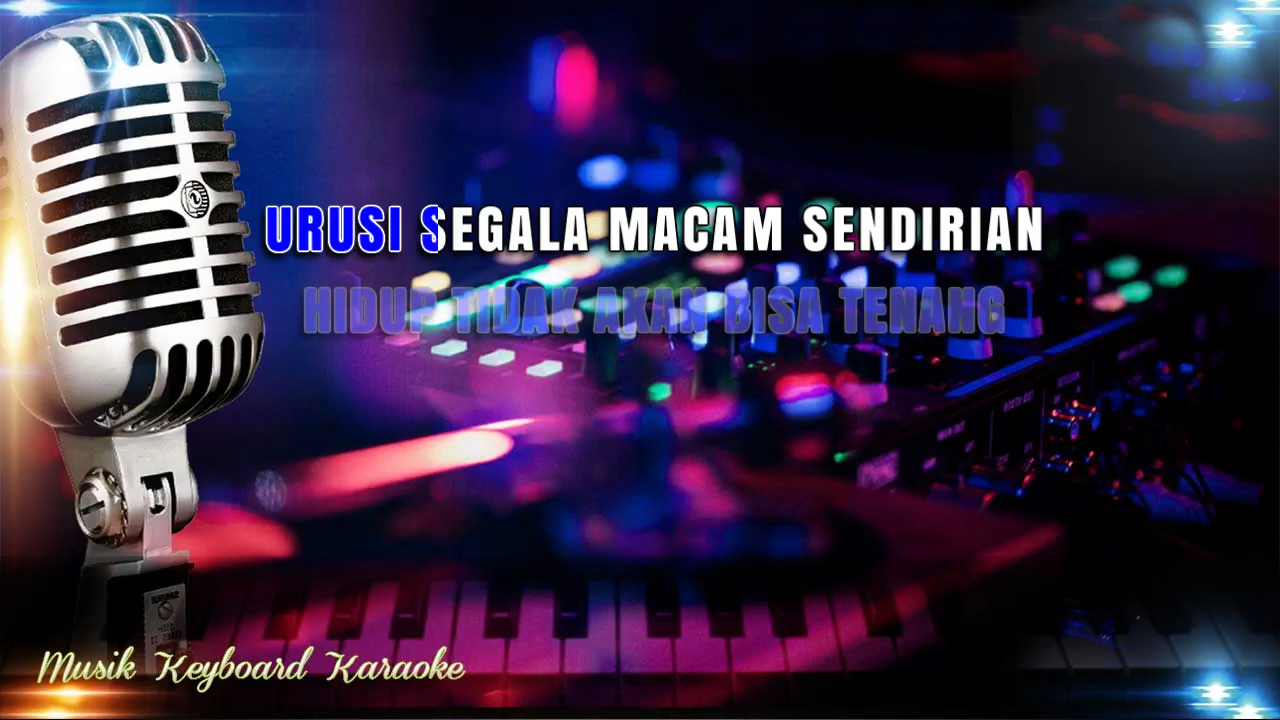 URUSI SEGALA MACAM SENDIRIAN
HIDUP TIDAK AKAN BISA TENANG
Musik Keyboard Karaoke